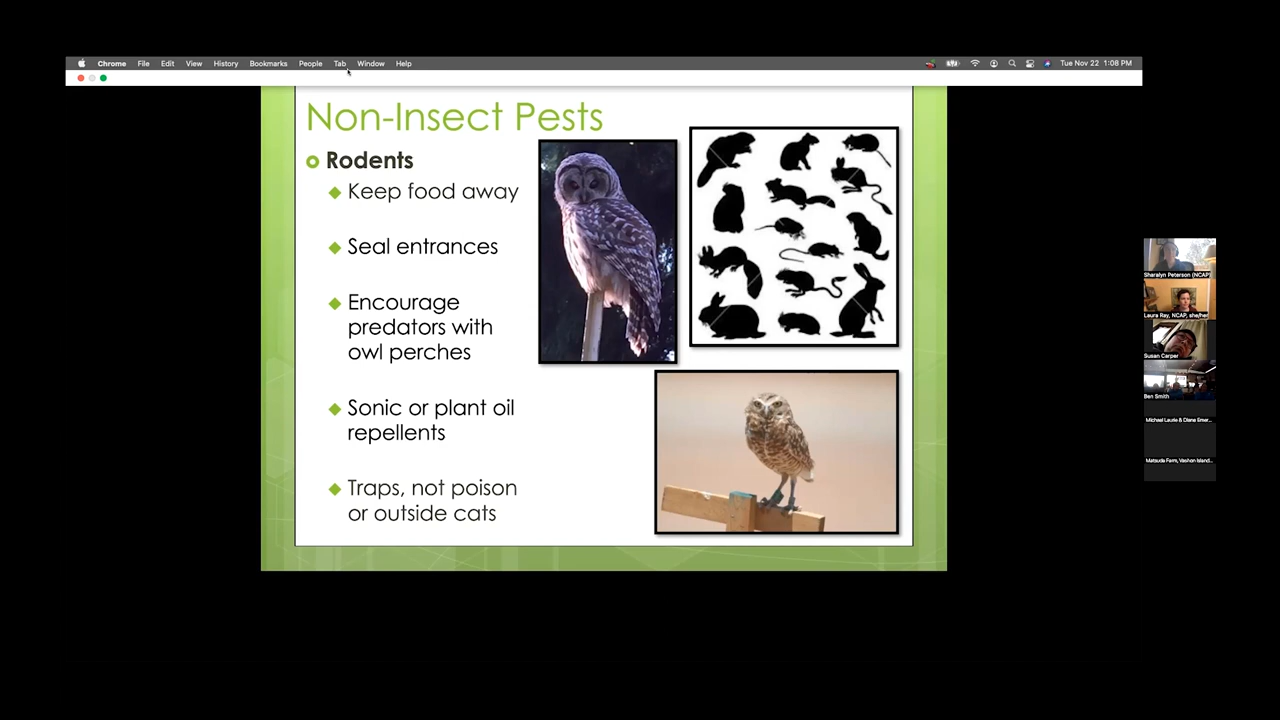 Chrome File Edit View History Bookmarks People Tab Window Help
Tue Nov 22 1:08 PM
Non-Insect Pests
Rodents
Keep food away
Seal entrances
Encourage
predators with
owl perches
Sonic or plant oil
repellents
Traps, not poison
or outside cats
Sharalyn Peterson (NCAP)
Laura Ray, NCAP, she/her
Susan Carper
Ben Smith
Michael Laurie & Diane Emer...
Matsuda Farm, Vashon Island...